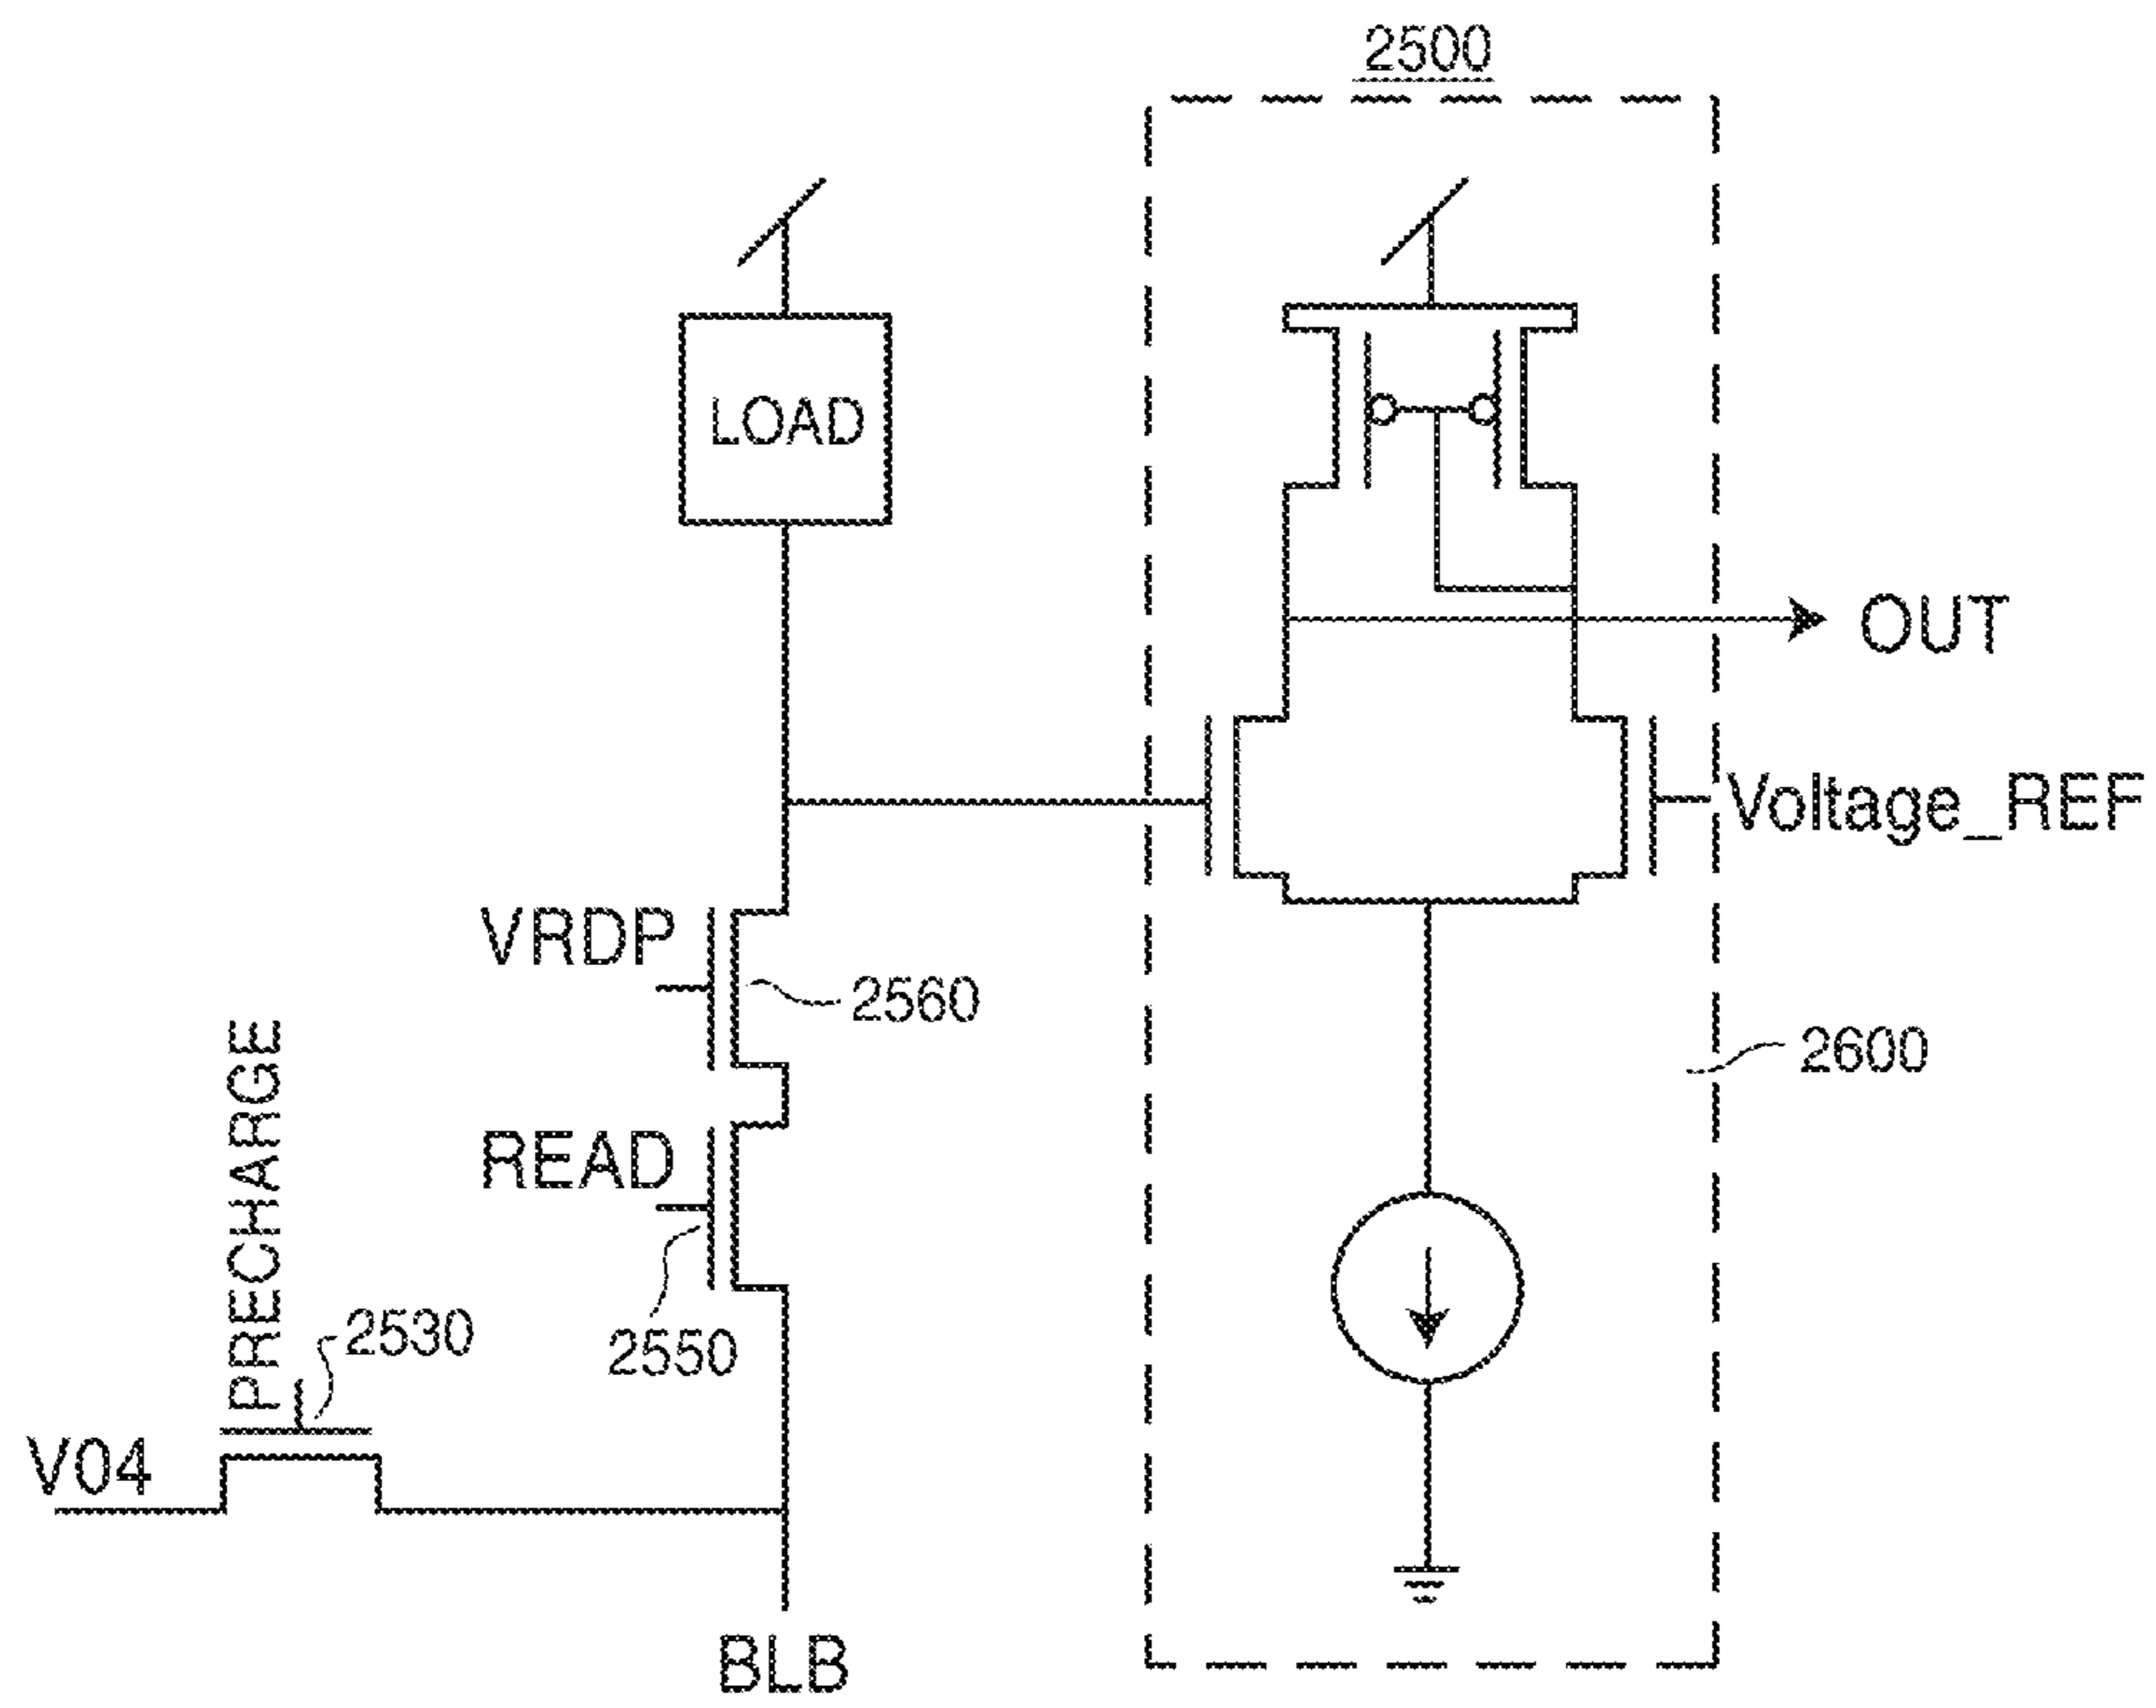 2500
LOAD
OUT
Voltage_REF
VRDP
2560
2600
PRECHARGE
READ
2530
2550
V04
BLB